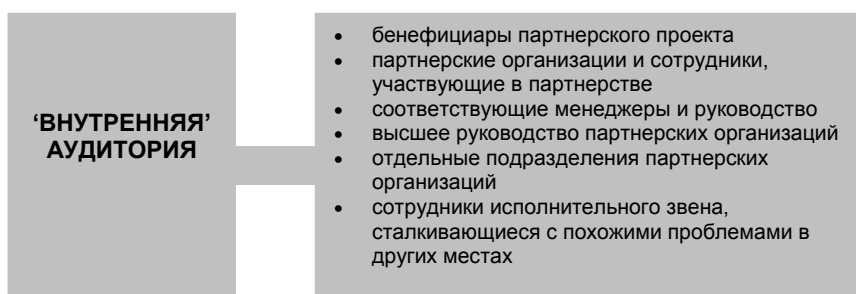 ‘ВНУТРЕННЯЯ’
АУДИТОРИЯ
• бенефициары партнерского проекта
• партнерские организации и сотрудники,
участвующие в партнерстве
• соответствующие менеджеры и руководство
• высшее руководство партнерских организаций
• отдельные подразделения партнерских
организаций
• сотрудники исполнительного звена,
сталкивающиеся с похожими проблемами в
других местах